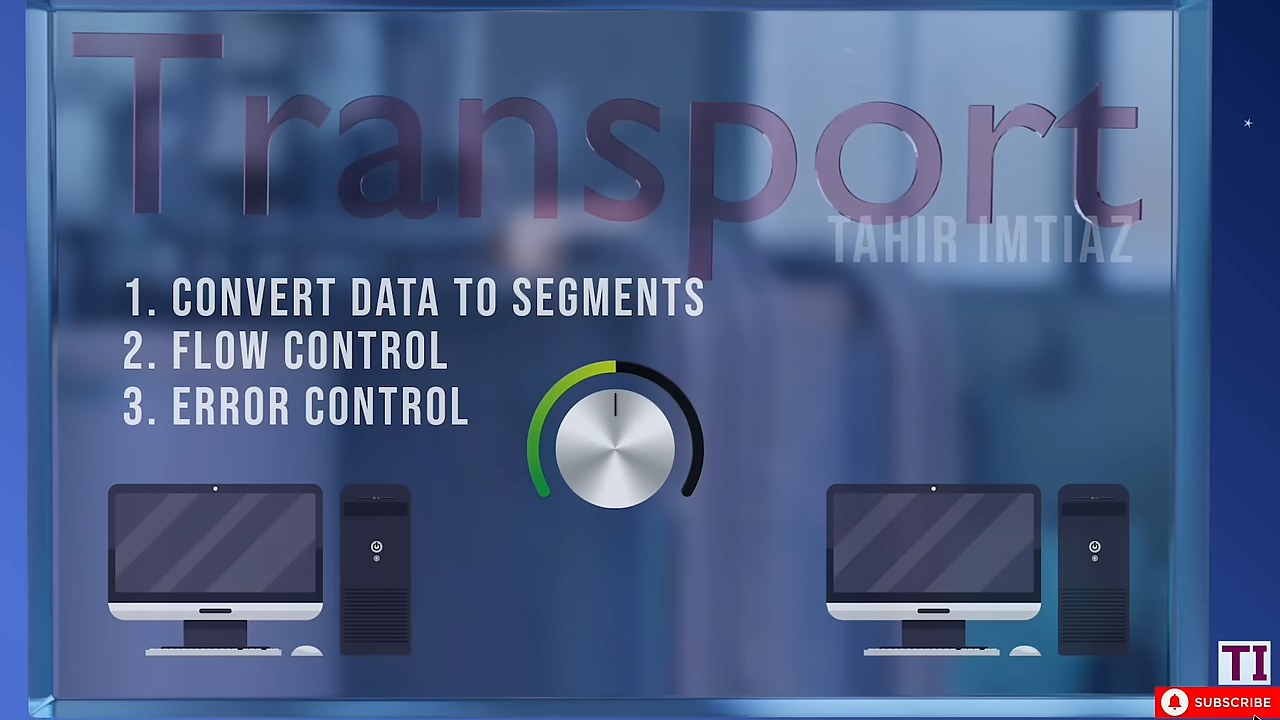 Transport
TAHIR IMTIAZ
1. CONVERT DATA TO SEGMENTS
2. FLOW CONTROL
3. ERROR CONTROL
TI
SUBSCRIBE